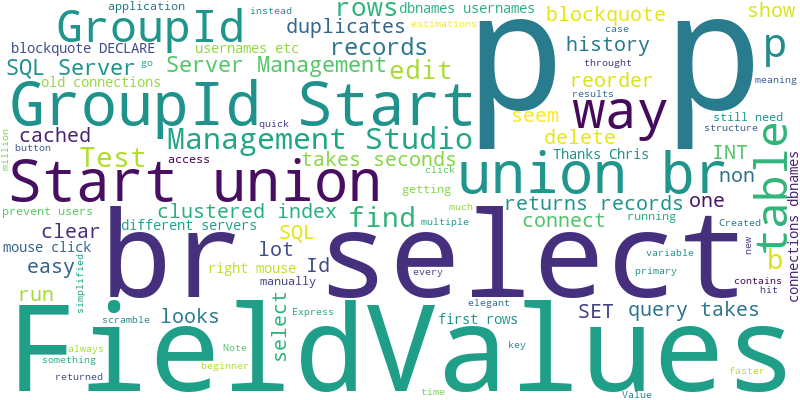 application
instead
rows
dbnames usernames
GroupId
duplicates
estimations
blockquote
show
p p
case
blockquote DECLARE
usernames etc
records
history
p
SQL Server
go
Server Management
edit
throught
meaning
old connections
reorder
results
GroupId Start
way
seem
still need
structure
quick
cached
Management Studio
delete
million
button
Test
access
takes seconds
Thanks Chris
INT
table
click
Start union
union br
non
getting
returns records
one
prevent users
clustered index
find
much
running
Created
different servers
SQL
connect
multiple
clear
mouse click
lot
br select
variable
new
b
connections dbnames
easy
right mouse
Id
every
primary
contains
simplified
manually
hit
run
looks
select
Express
elegant
SET
query takes
FieldValues
scramble
first rows
key
something
always
Note
returned
beginner
time
Value
faster